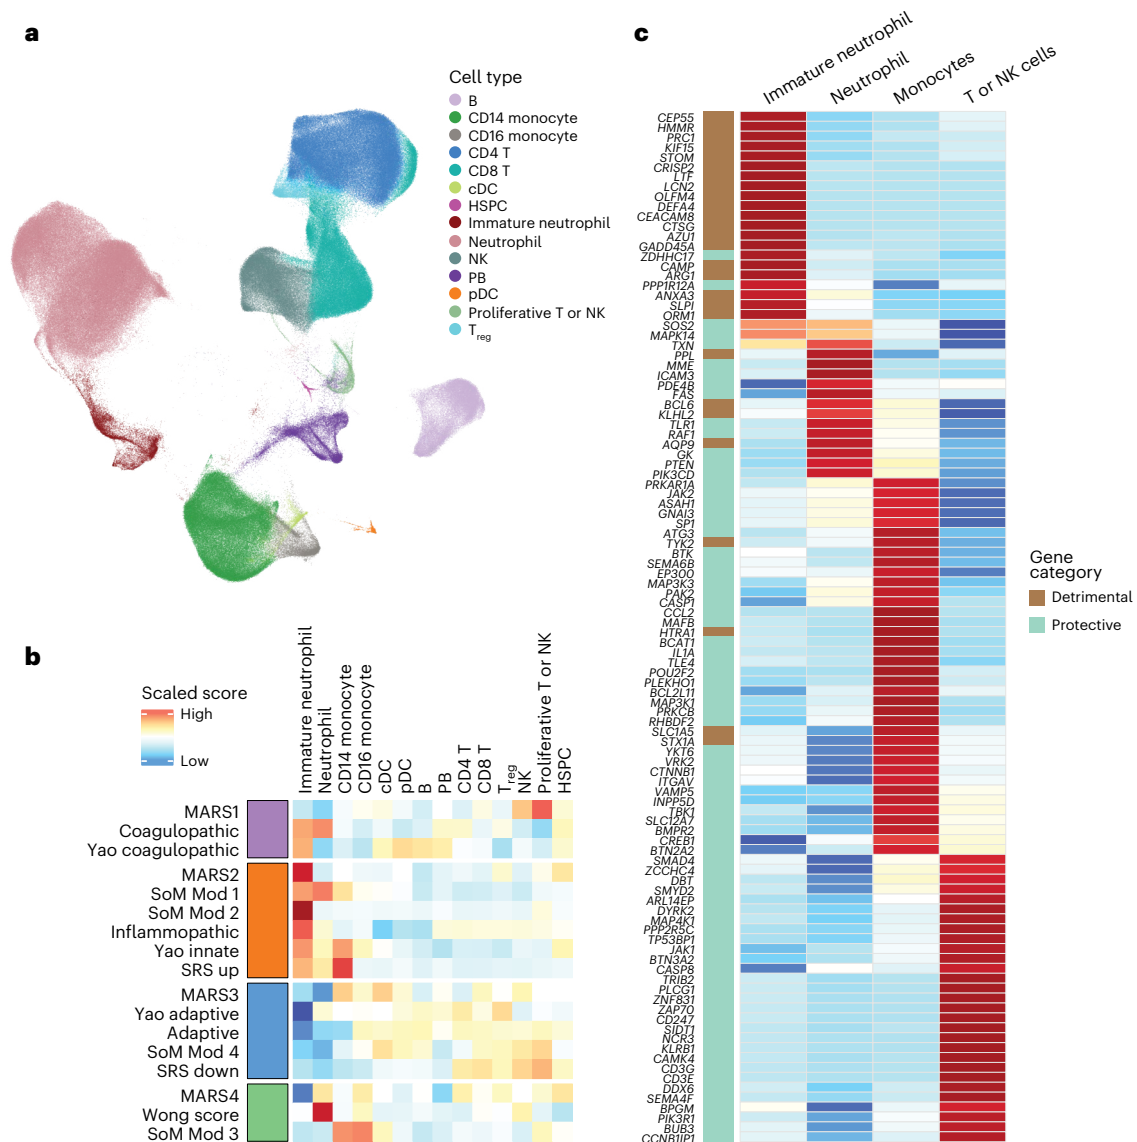 a
Cell type
B
CD14 monocyte
CD16 monocyte
CD4 T
CD8 T
cDC
HSPC
Immature neutrophil
Neutrophil
NK
PB
pDC
Proliferative T or NK
Treg
b
Scaled score
High
Low
Immature neutrophil
Neutrophil
CD14 monocyte
CD16 monocyte
cDC
pDC
B
PB
CD4 T
CD8 T
Treg
NK
Proliferative T or NK
HSPC
MARS1
Coagulopathic
Yao coagulopathic
MARS2
SoM Mod 1
SoM Mod 2
Inflammopathic
Yao innate
SRS up
MARS3
Yao adaptive
Adaptive
SoM Mod 4
SRS down
MARS4
Wong score
SoM Mod 3
c
Immature neutrophil
Neutrophil
Monocytes
T or NK cells
CEP55
HMMR
PRC1
KIF15
STOM
CRISP2
LTF
LCN2
OLFM4
DEFA4
CEACAM8
CTSG
AZU1
GADD45A
ZDHHC17
CAMP
ARG1
PPP1R12A
ANXA3
SLPI
ORM1
SOS2
MAPK14
TXN
PPL
MME
ICAM3
PDE4B
FAS
BCL6
KLHL2
TLR1
RAF1
AQP9
GK
PTEN
PIK3CD
PRKAR1A
JAK2
ASAH1
GNAI3
SP1
ATG3
TYK2
BTK
SEMA6B
EP300
MAP3K3
PAK2
CASP1
CCL2
MAFB
HTRA1
BCAT1
IL1A
TLE4
POU2F2
PLEKHO1
BCL2L11
MAP3K1
PRKCB
RHBDF2
SLC1A5
STX1A
YKT6
VRK2
CTNNB1
ITGAV
VAMP5
INPP5D
TBK1
SLC12A7
BMPR2
CREB1
BTN2A2
SMAD4
ZCCHC4
DBT
SMYD2
ARL14EP
DYRK2
MAP4K1
PPP2R5C
TP53BP1
JAK1
BTN3A2
CASP8
TRIB2
PLCG1
ZNF831
ZAP70
CD247
SIDT1
NCR3
KLRB1
CAMK4
CD3G
CD3E
DDX6
SEMA4F
BPGM
PIK3R1
BUB3
CCNB1IP1
Gene
category
Detrimental
Protective